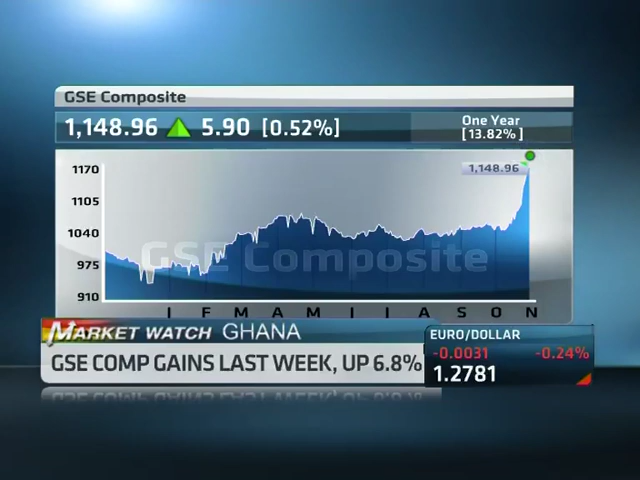 GSE Composite
1,148.96 5.90 [0.52%]
One Year
[13.82%]
1,148.96
1170
1105
1040
975
910
GSE Composite
J F M A M J J A S O N
MARKET WATCH GHANA
GSE COMP GAINS LAST WEEK, UP 6.8%
EURO/DOLLAR
-0.0031 -0.24%
1.2781